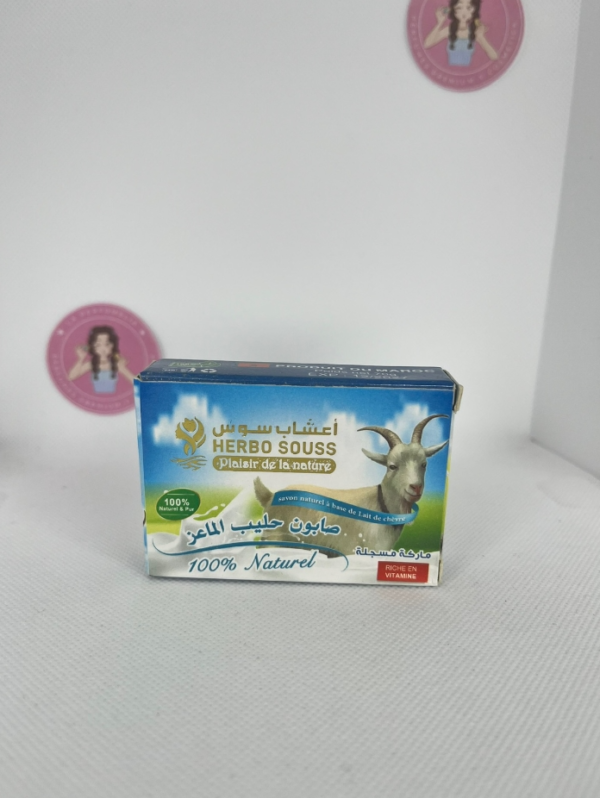 PRODUIT DU MAROC
أعشاب سوس
HERBO SOUSS
Plaisir de la nature
100%
Natural & Pur
savon naturel à base de Lait de chèvre
صابون حليب الماعز
100% Naturel
ماركة مسجلة
RICHE EN
VITAMINE